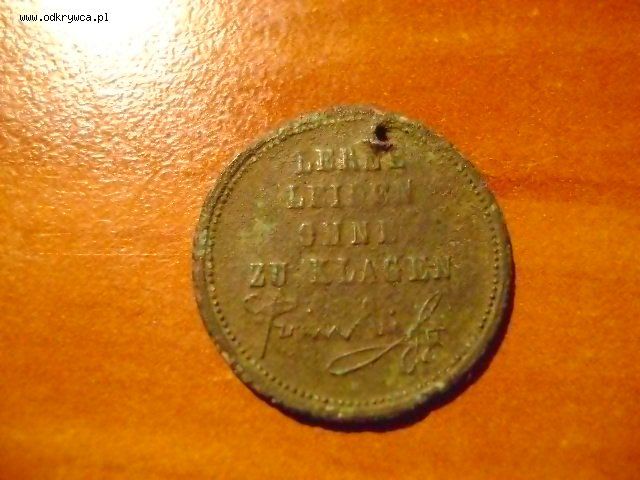 www.odkrywca.pl
LERNE
LEIDEN
OHNE
ZU KLAGEN